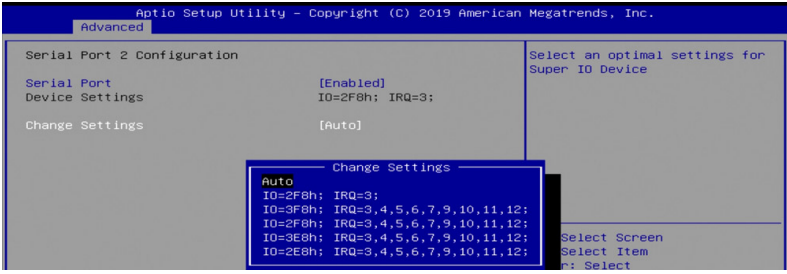 Aptio Setup Utility – Copyright (C) 2019 American Megatrends, Inc.
Advanced
Serial Port 2 Configuration
Select an optimal settings for
Super IO Device
Serial Port [Enabled]
Device Settings IO=2F8h; IRQ=3;
Change Settings [Auto]
Change Settings
Auto
IO=2F8h; IRQ=3;
IO=3F8h; IRQ=3,4,5,6,7,9,10,11,12;
IO=2F8h; IRQ=3,4,5,6,7,9,10,11,12;
IO=3E8h; IRQ=3,4,5,6,7,9,10,11,12;
IO=2E8h; IRQ=3,4,5,6,7,9,10,11,12;
Select Screen
Select Item
r: Select